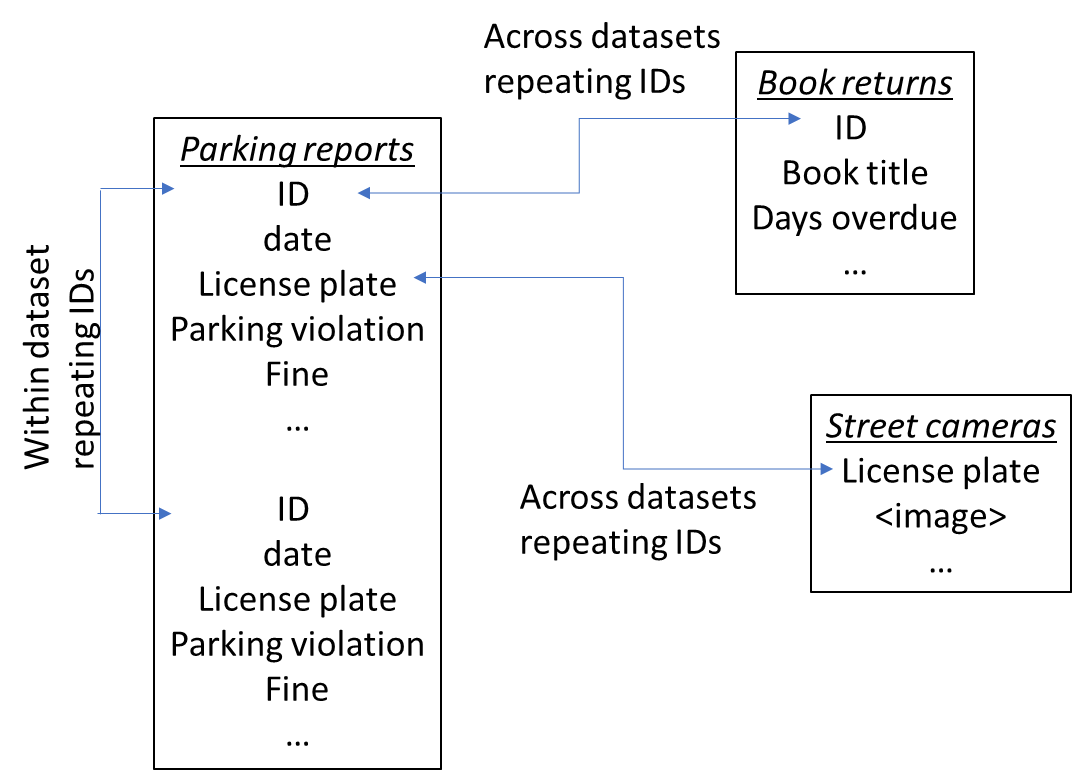 Across datasets
repeating IDs
Book returns
ID
Book title
Days overdue
...
Parking reports
ID
date
License plate
Parking violation
Fine
...
ID
date
License plate
Parking violation
Fine
...
Within dataset
repeating IDs
Across datasets
repeating IDs
Street cameras
License plate
<image>
...